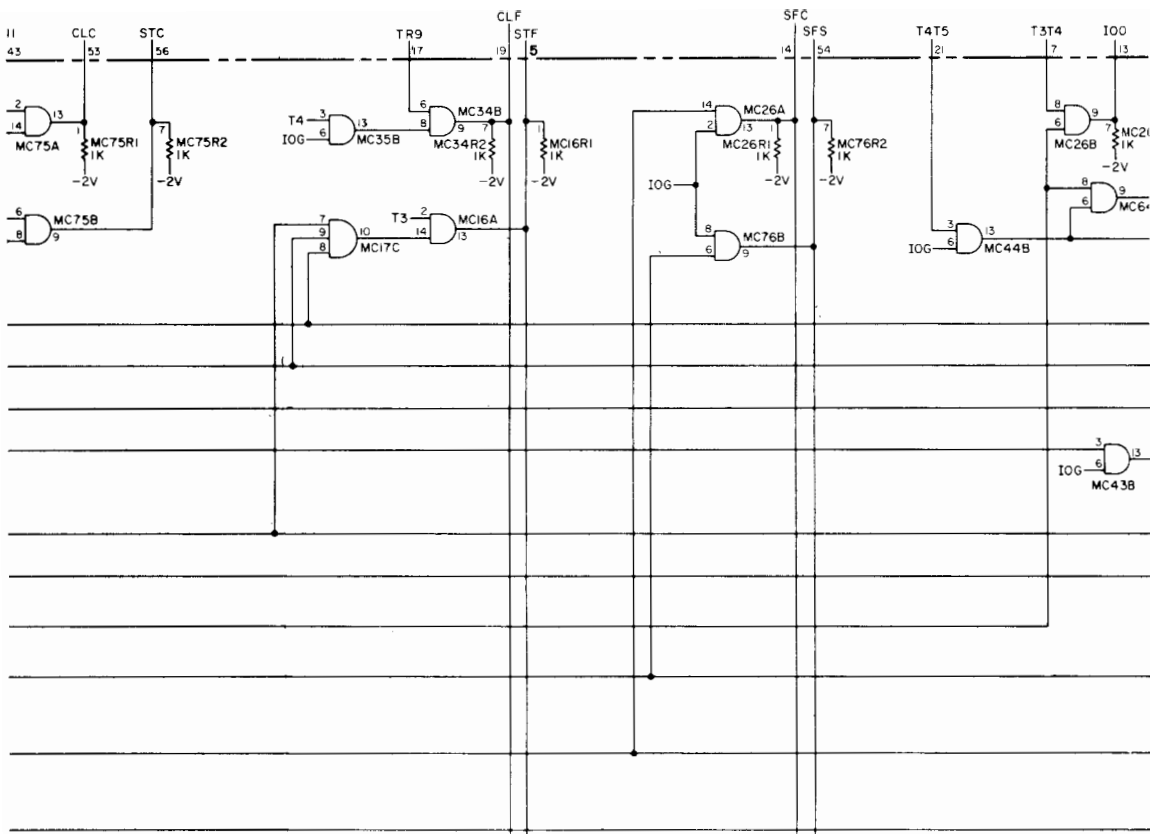 CLF SFC
11 CLC STC TR9 STF SFS T4T5 T3T4 IOO
43 53 56 17 19 5 14 54 21 7 13
2 13 14 MC75A
1 MC75R1 1K -2V
7 MC75R2 1K -2V
T4 3 IOG 6 13 MC35B
6 8 9 MC34B
7 MC34R2 1K -2V
1 MC16R1 1K -2V
14 2 13 MC26A
1 MC26R1 1K -2V
7 MC76R2 1K -2V
8 6 9 MC26B
7 1K -2V
IOG
6 8 9 MC75B
7 9 8 10 MC17C
T3 2 14 13 MC16A
8 6 9 MC76B
3 IOG 6 13 MC44B
8 6 9
3 IOG 6 13 MC43B